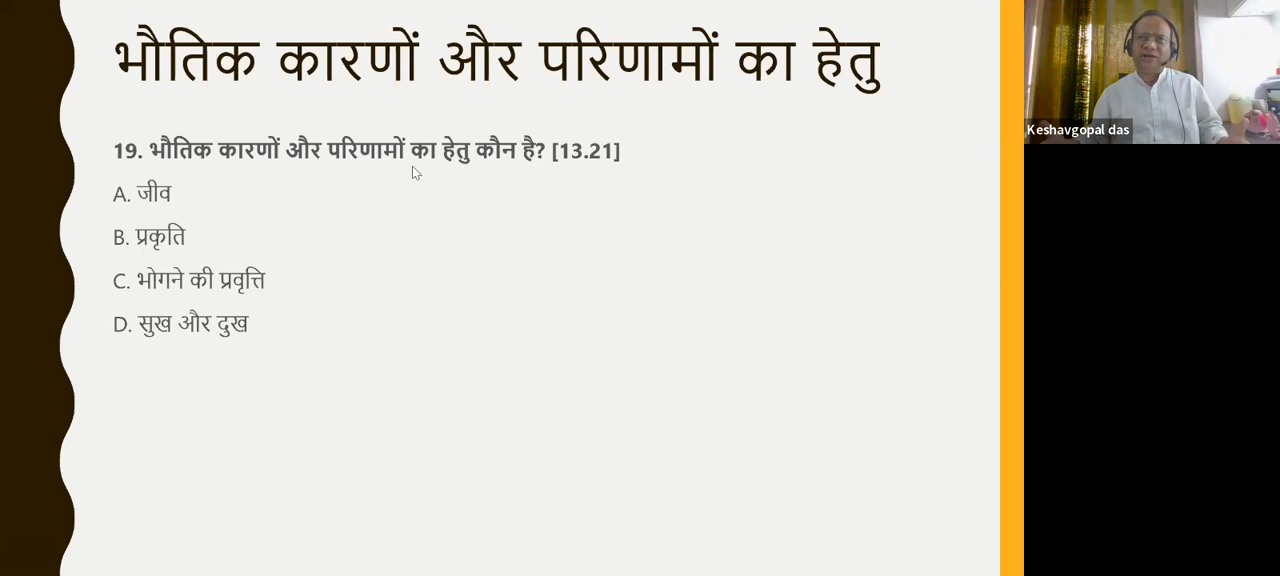 भौतिक कारणों और परिणामों का हेतु
19. भौतिक कारणों और परिणामों का हेतु कौन है? [13.21]
A. जीव
B. प्रकृति
C. भोगने की प्रवृत्ति
D. सुख और दुख
Keshavgopal das